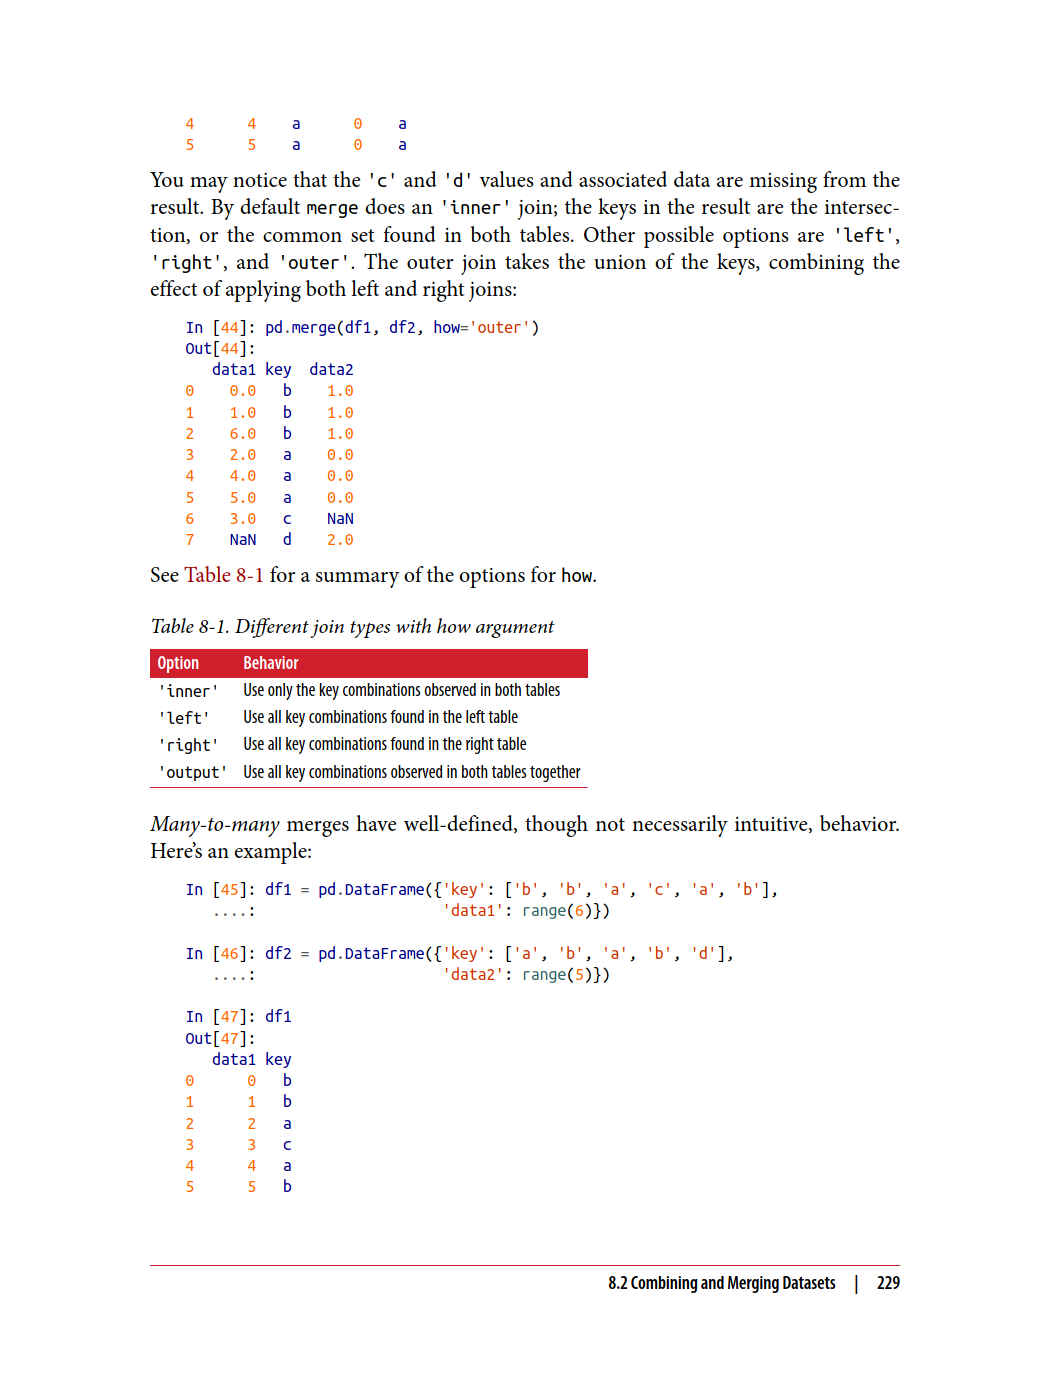 4 4 a 0 a
5 5 a 0 a
You may notice that the 'c' and 'd' values and associated data are missing from the
result. By default merge does an 'inner' join; the keys in the result are the intersec-
tion, or the common set found in both tables. Other possible options are 'left',
'right', and 'outer'. The outer join takes the union of the keys, combining the
effect of applying both left and right joins:
In [44]: pd.merge(df1, df2, how='outer')
Out[44]:
data1 key data2
0 0.0 b 1.0
1 1.0 b 1.0
2 6.0 b 1.0
3 2.0 a 0.0
4 4.0 a 0.0
5 5.0 a 0.0
6 3.0 c NaN
7 NaN d 2.0
See Table 8-1 for a summary of the options for how.
Table 8-1. Different join types with how argument
Option Behavior
'inner' Use only the key combinations observed in both tables
'left' Use all key combinations found in the left table
'right' Use all key combinations found in the right table
'output' Use all key combinations observed in both tables together
Many-to-many merges have well-defined, though not necessarily intuitive, behavior.
Here's an example:
In [45]: df1 = pd.DataFrame({'key': ['b', 'b', 'a', 'c', 'a', 'b'],
....: 'data1': range(6)})
In [46]: df2 = pd.DataFrame({'key': ['a', 'b', 'a', 'b', 'd'],
....: 'data2': range(5)})
In [47]: df1
Out[47]:
data1 key
0 0 b
1 1 b
2 2 a
3 3 c
4 4 a
5 5 b
8.2 Combining and Merging Datasets | 229